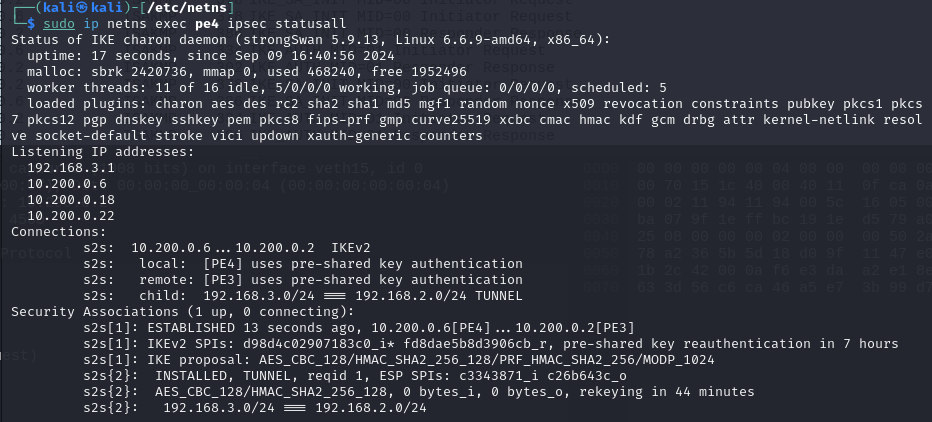 (kali㉿kali)-[/etc/netns]
$ sudo ip netns exec pe4 ipsec statusall
Status of IKE charon daemon (strongSwan 5.9.13, Linux 6.6.9-amd64, x86_64):
uptime: 17 seconds, since Sep 09 16:40:56 2024
malloc: sbrk 2420736, mmap 0, used 468240, free 1952496
worker threads: 11 of 16 idle, 5/0/0/0 working, job queue: 0/0/0/0, scheduled: 5
loaded plugins: charon aes des rc2 sha2 sha1 md5 mgf1 random nonce x509 revocation constraints pubkey pkcs1 pkcs
7 pkcs12 pgp dnskey sshkey pem pkcs8 fips-prf gmp curve25519 xcbc cmac hmac kdf gcm drbg attr kernel-netlink resol
ve socket-default stroke vici updown xauth-generic counters
Listening IP addresses:
192.168.3.1
10.200.0.6
10.200.0.18
10.200.0.22
Connections:
s2s: 10.200.0.6...10.200.0.2 IKEv2
s2s: local: [PE4] uses pre-shared key authentication
s2s: remote: [PE3] uses pre-shared key authentication
s2s: child: 192.168.3.0/24 === 192.168.2.0/24 TUNNEL
Security Associations (1 up, 0 connecting):
s2s[1]: ESTABLISHED 13 seconds ago, 10.200.0.6[PE4]...10.200.0.2[PE3]
s2s[1]: IKEv2 SPIs: d98d4c02907183c0_i* fd8dae5b8d3906cb_r, pre-shared key reauthentication in 7 hours
s2s[1]: IKE proposal: AES_CBC_128/HMAC_SHA2_256_128/PRF_HMAC_SHA2_256/MODP_1024
s2s{2}: INSTALLED, TUNNEL, reqid 1, ESP SPIs: c3343871_i c26b643c_o
s2s{2}: AES_CBC_128/HMAC_SHA2_256_128, 0 bytes_i, 0 bytes_o, rekeying in 44 minutes
s2s{2}: 192.168.3.0/24 === 192.168.2.0/24